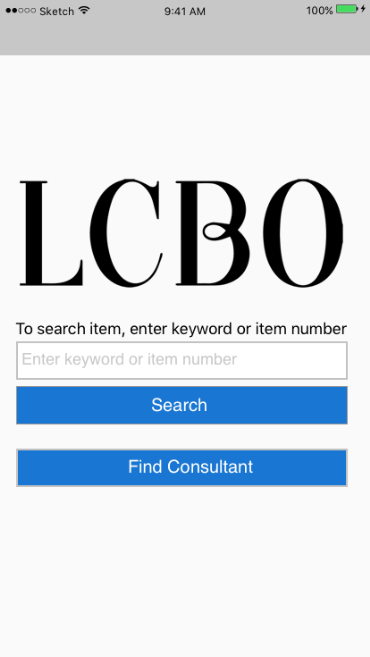 Sketch 9:41 AM 100%
LCBO
To search item, enter keyword or item number
Enter keyword or item number
Search
Find Consultant